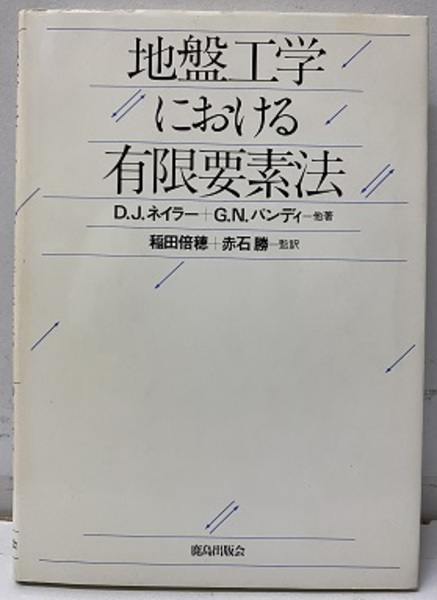 地盤工学
における
有限要素法
D.J.ネイラー+G.N.パンディ—他著
稲田倍穂+赤石 勝—監訳
鹿島出版会